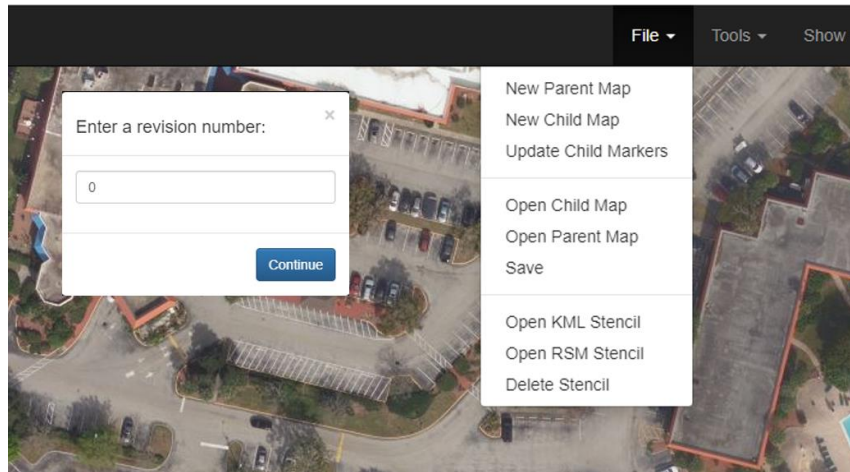 File Tools Show
Enter a revision number: ×
0
Continue
New Parent Map
New Child Map
Update Child Markers
Open Child Map
Open Parent Map
Save
Open KML Stencil
Open RSM Stencil
Delete Stencil